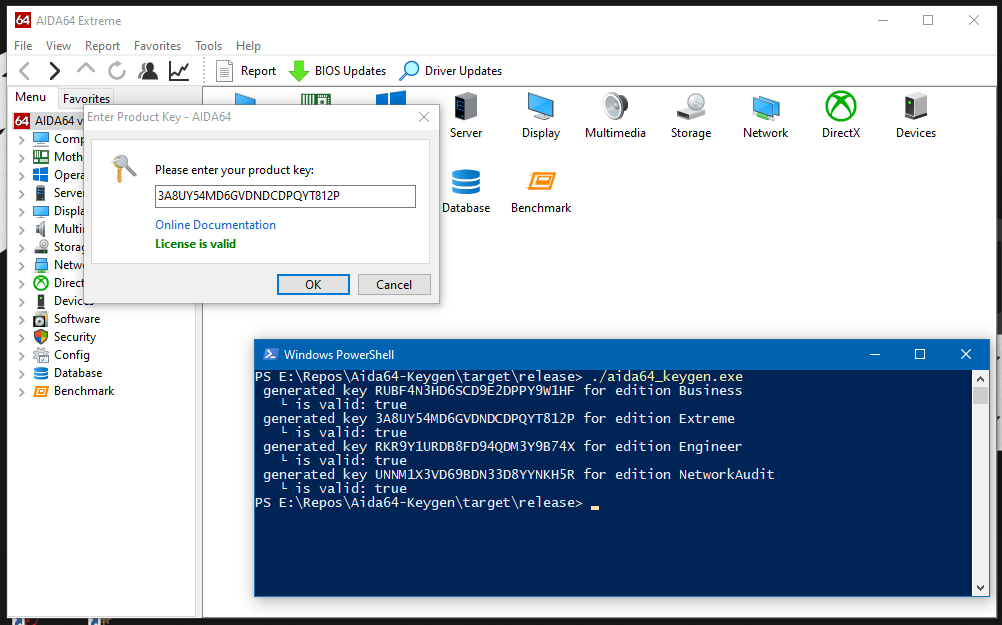 64 AIDA64 Extreme
File View Report Favorites Tools Help
Report BIOS Updates Driver Updates
Menu Favorites
64 AIDA64 v
Comp
Moth
Opera
Server
Displa
Multi
Storag
Netw
Direct
Device
Software
Security
Config
Database
Benchmark
Server Display Multimedia Storage Network DirectX Devices
Database Benchmark
Enter Product Key - AIDA64
Please enter your product key:
3A8UY54MD6GVDNDCDPQYT812P
Online Documentation
License is valid
OK Cancel
Windows PowerShell
PS E:\Repos\Aida64-Keygen\target\release> ./aida64_keygen.exe
generated key RUBF4N3HD6SCD9E2DPPY9W1HF for edition Business
└ is valid: true
generated key 3A8UY54MD6GVDNDCDPQYT812P for edition Extreme
└ is valid: true
generated key RKR9Y1URDB8FD94QDM3Y9B74X for edition Engineer
└ is valid: true
generated key UNNM1X3VD69BDN33D8YYNKH5R for edition NetworkAudit
└ is valid: true
PS E:\Repos\Aida64-Keygen\target\release>